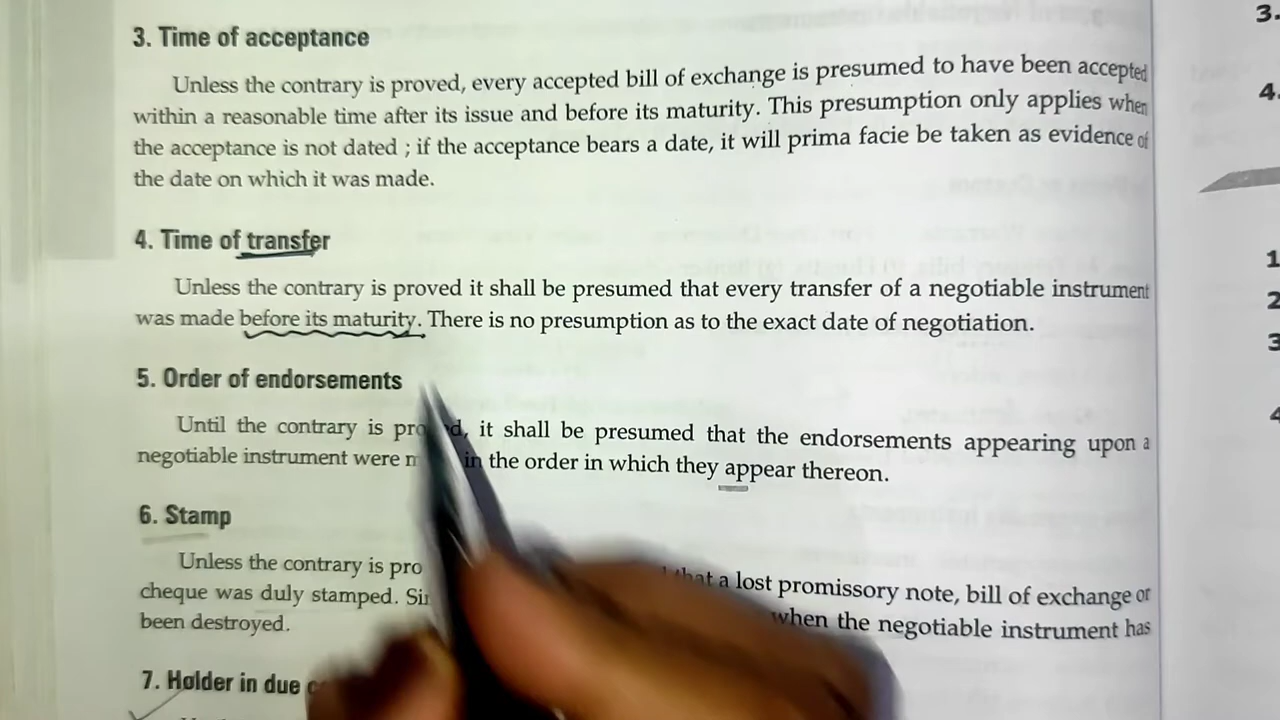 3. Time of acceptance
Unless the contrary is proved, every accepted bill of exchange is presumed to have been accepted
within a reasonable time after its issue and before its maturity. This presumption only applies when
the acceptance is not dated ; if the acceptance bears a date, it will prima facie be taken as evidence of
the date on which it was made.
4. Time of transfer
Unless the contrary is proved it shall be presumed that every transfer of a negotiable instrument
was made before its maturity. There is no presumption as to the exact date of negotiation.
5. Order of endorsements
Until the contrary is it shall be presumed that the endorsements appearing upon a
negotiable instrument were in the order in which they appear thereon.
6. Stamp
Unless the contrary is that a lost promissory note, bill of exchange or
cheque was duly stamped. when the negotiable instrument has
been destroyed.
7. Holder in due
3.
4.
1
2
3
4